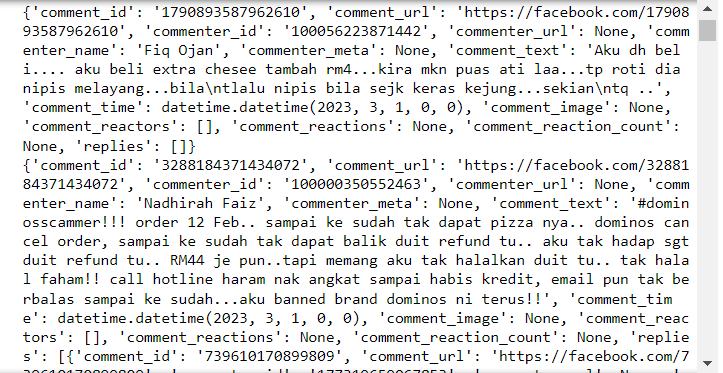 {'comment_id': '1790893587962610', 'comment_url': 'https://facebook.com/17908
93587962610', 'commenter_id': '100056223871442', 'commenter_url': None, 'comm
enter_name': 'Fiq Ojan', 'commenter_meta': None, 'comment_text': 'Aku dh bel
i.... aku beli extra chesee tambah rm4...kira mkn puas ati laa...tp roti dia
nipis melayang...bila\ntlalu nipis bila sejk keras kejung...sekian\ntq ..',
'comment_time': datetime.datetime(2023, 3, 1, 0, 0), 'comment_image': None,
'comment_reactors': [], 'comment_reactions': None, 'comment_reaction_count':
None, 'replies': []}
{'comment_id': '3288184371434072', 'comment_url': 'https://facebook.com/32881
84371434072', 'commenter_id': '100000350552463', 'commenter_url': None, 'comm
enter_name': 'Nadhirah Faiz', 'commenter_meta': None, 'comment_text': '#domin
osscammer!!! order 12 Feb.. sampai ke sudah tak dapat pizza nya.. dominos can
cel order, sampai ke sudah tak dapat balik duit refund tu.. aku tak hadap sgt
duit refund tu.. RM44 je pun..tapi memang aku tak halalkan duit tu.. tak hala
l faham!! call hotline haram nak angkat sampai habis kredit, email pun tak be
rbalas sampai ke sudah...aku banned brand dominos ni terus!!', 'comment_tim
e': datetime.datetime(2023, 3, 1, 0, 0), 'comment_image': None, 'comment_reac
tors': [], 'comment_reactions': None, 'comment_reaction_count': None, 'replie
s': [{'comment_id': '739610170899809', 'comment_url': 'https://facebook.com/7